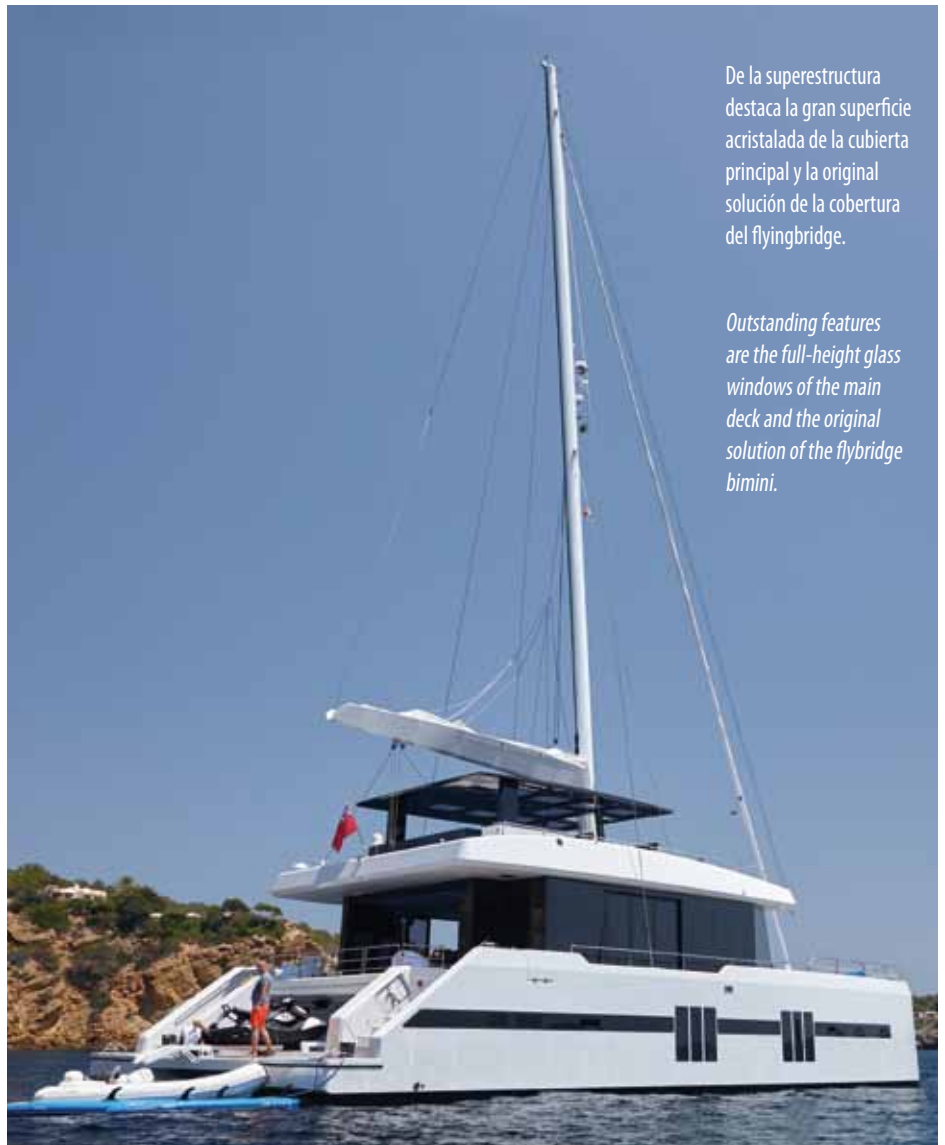 De la superestructura
destaca la gran superficie
acristalada de la cubierta
principal y la original
solución de la cobertura
del flyingbridge.
Outstanding features
are the full-height glass
windows of the main
deck and the original
solution of the flybridge
bimini.